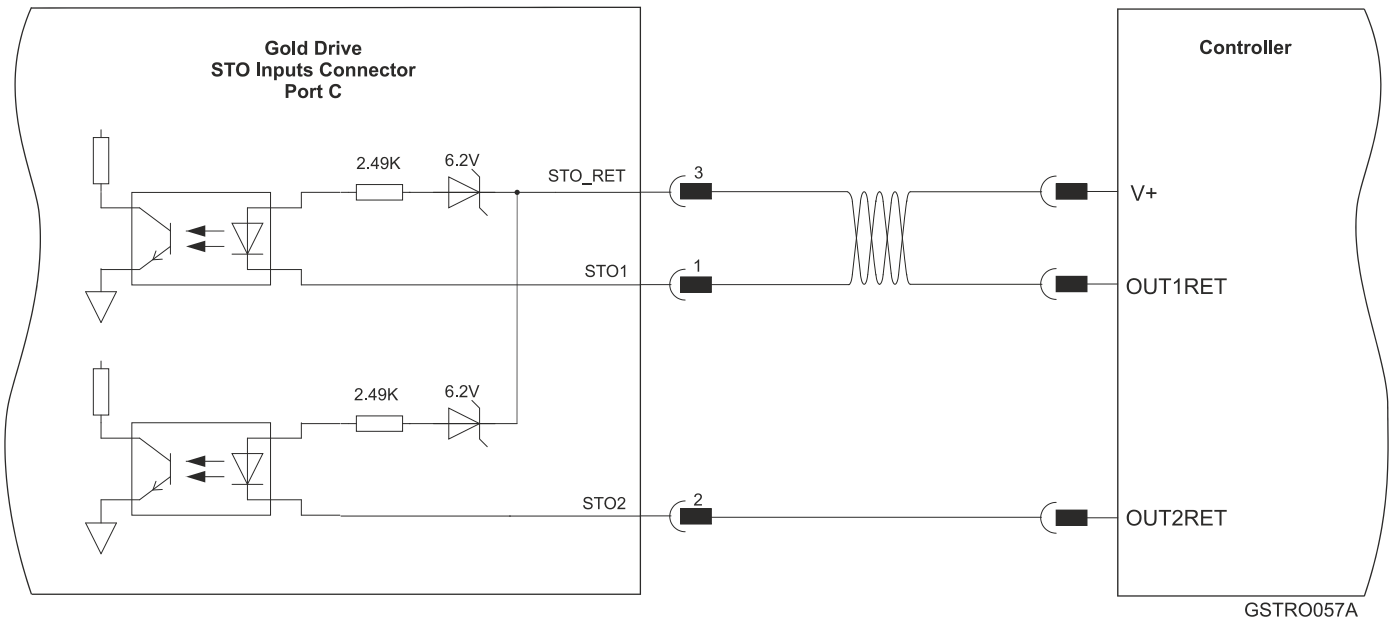 Gold Drive
STO Inputs Connector
Port C
Controller
2.49K
6.2V
STO_RET
3
V+
STO1
1
OUT1RET
2.49K
6.2V
STO2
2
OUT2RET
GSTRO057A